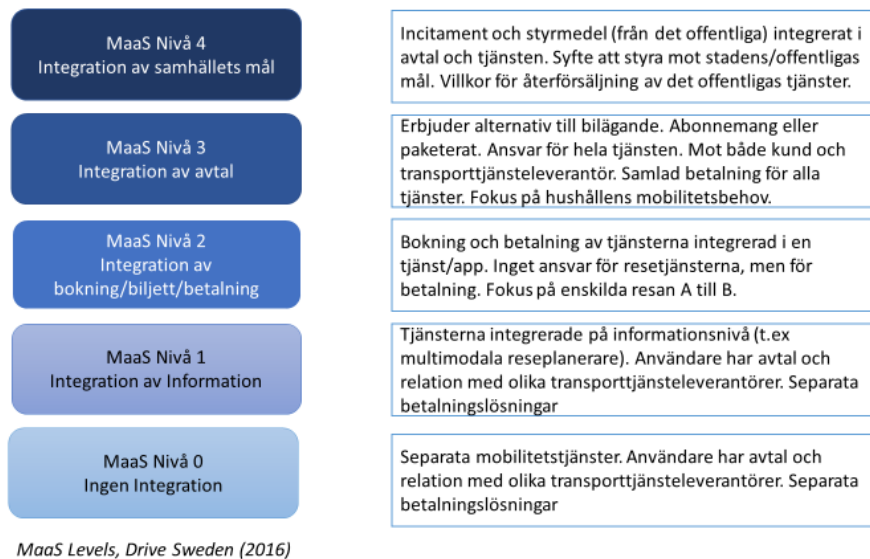 MaaS Nivå 4
Integration av samhällets mål
Incitament och styrmedel (från det offentliga) integrerat i
avtal och tjänsten. Syfte att styra mot stadens/offentligas
mål. Villkor för återförsäljning av det offentligas tjänster.
MaaS Nivå 3
Integration av avtal
Erbjuder alternativ till bilägande. Abonnemang eller
paketerat. Ansvar för hela tjänsten. Mot både kund och
transporttjänsteleverantör. Samlad betalning för alla
tjänster. Fokus på hushållens mobilitetsbehov.
MaaS Nivå 2
Integration av
bokning/biljett/betalning
Bokning och betalning av tjänsterna integrerad i en
tjänst/app. Inget ansvar för resetjänsterna, men för
betalning. Fokus på enskilda resan A till B.
MaaS Nivå 1
Integration av Information
Tjänsterna integrerade på informationsnivå (t.ex
multimodala reseplanerare). Användare har avtal och
relation med olika transporttjänsteleverantörer. Separata
betalningslösningar
MaaS Nivå 0
Ingen Integration
Separata mobilitetstjänster. Användare har avtal och
relation med olika transporttjänsteleverantörer. Separata
betalningslösningar
MaaS Levels, Drive Sweden (2016)